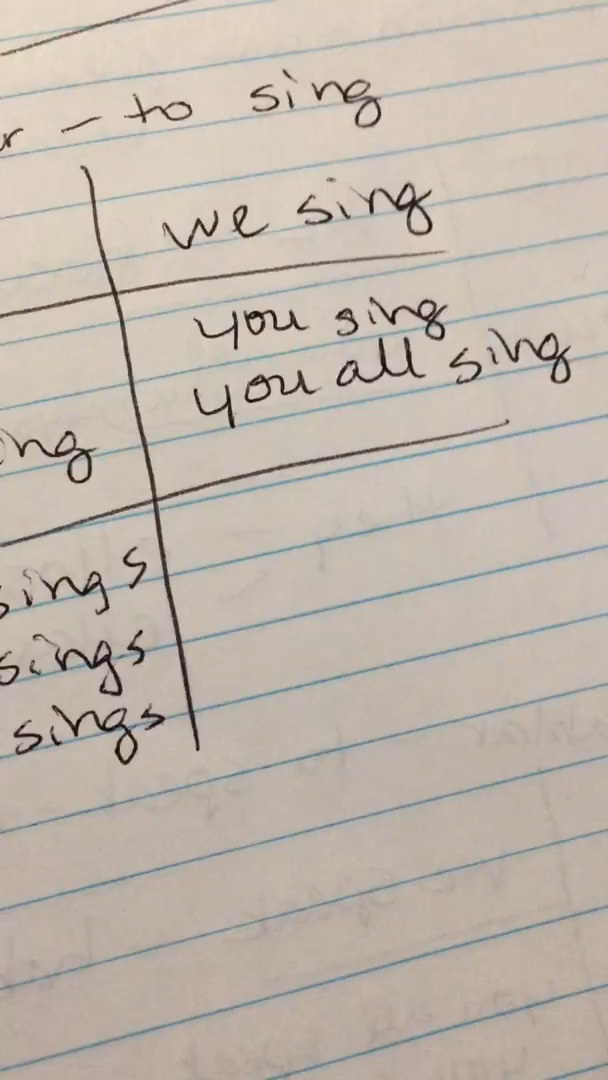 r – to sing
we sing
you sing
you all sing
ng
sings
sings
sings